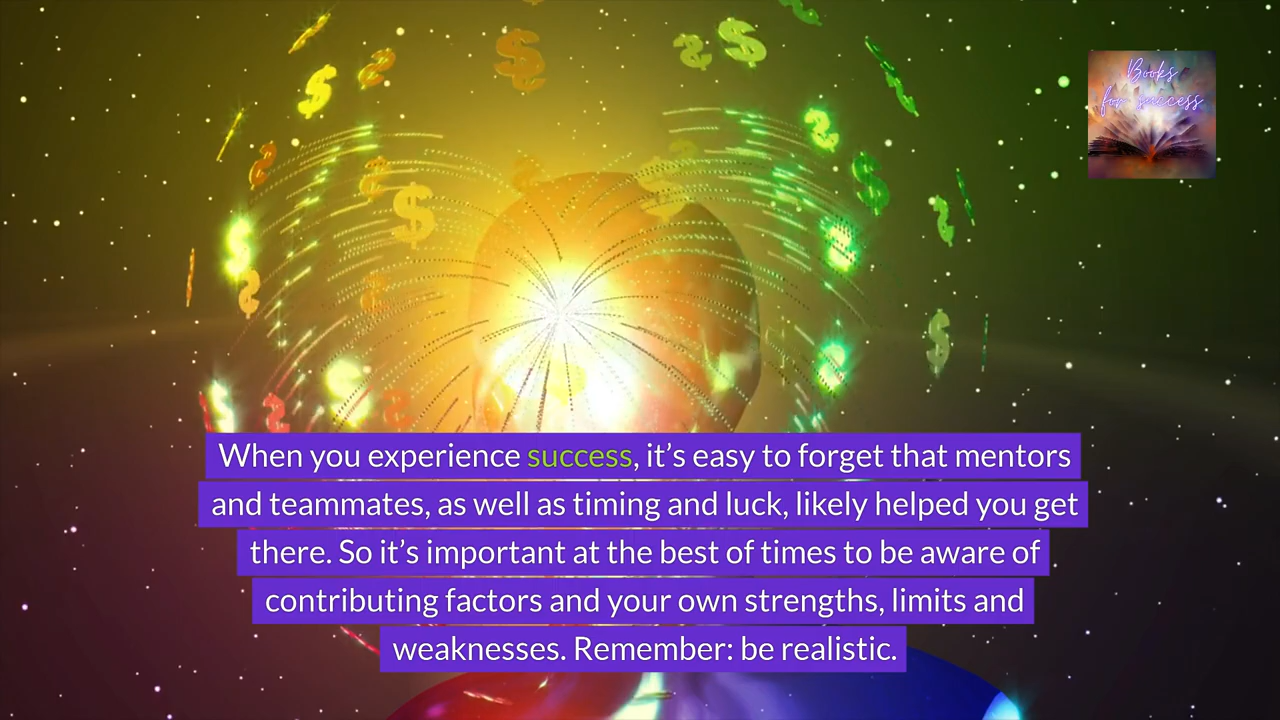 Books
for success
When you experience success, it’s easy to forget that mentors
and teammates, as well as timing and luck, likely helped you get
there. So it’s important at the best of times to be aware of
contributing factors and your own strengths, limits and
weaknesses. Remember: be realistic.